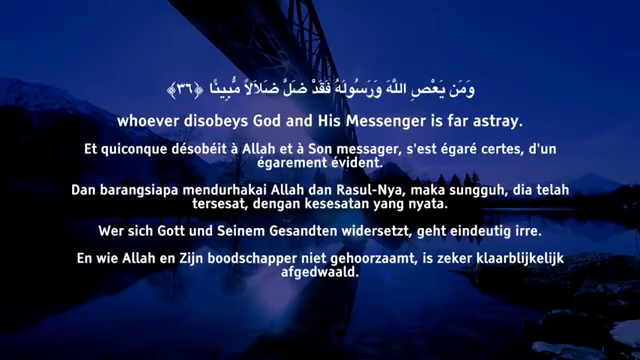 وَمَن يَعْصِ اللَّهَ وَرَسُولَهُ فَقَدْ ضَلَّ ضَلَالًا مُّبِينًا ﴿٣٦﴾
whoever disobeys God and His Messenger is far astray.
Et quiconque désobéit à Allah et à Son messager, s'est égaré certes, d'un
égarement évident.
Dan barangsiapa mendurhakai Allah dan Rasul-Nya, maka sungguh, dia telah
tersesat, dengan kesesatan yang nyata.
Wer sich Gott und Seinem Gesandten widersetzt, geht eindeutig irre.
En wie Allah en Zijn boodschapper niet gehoorzaamt, is zeker klaarblijkelijk
afgedwaald.